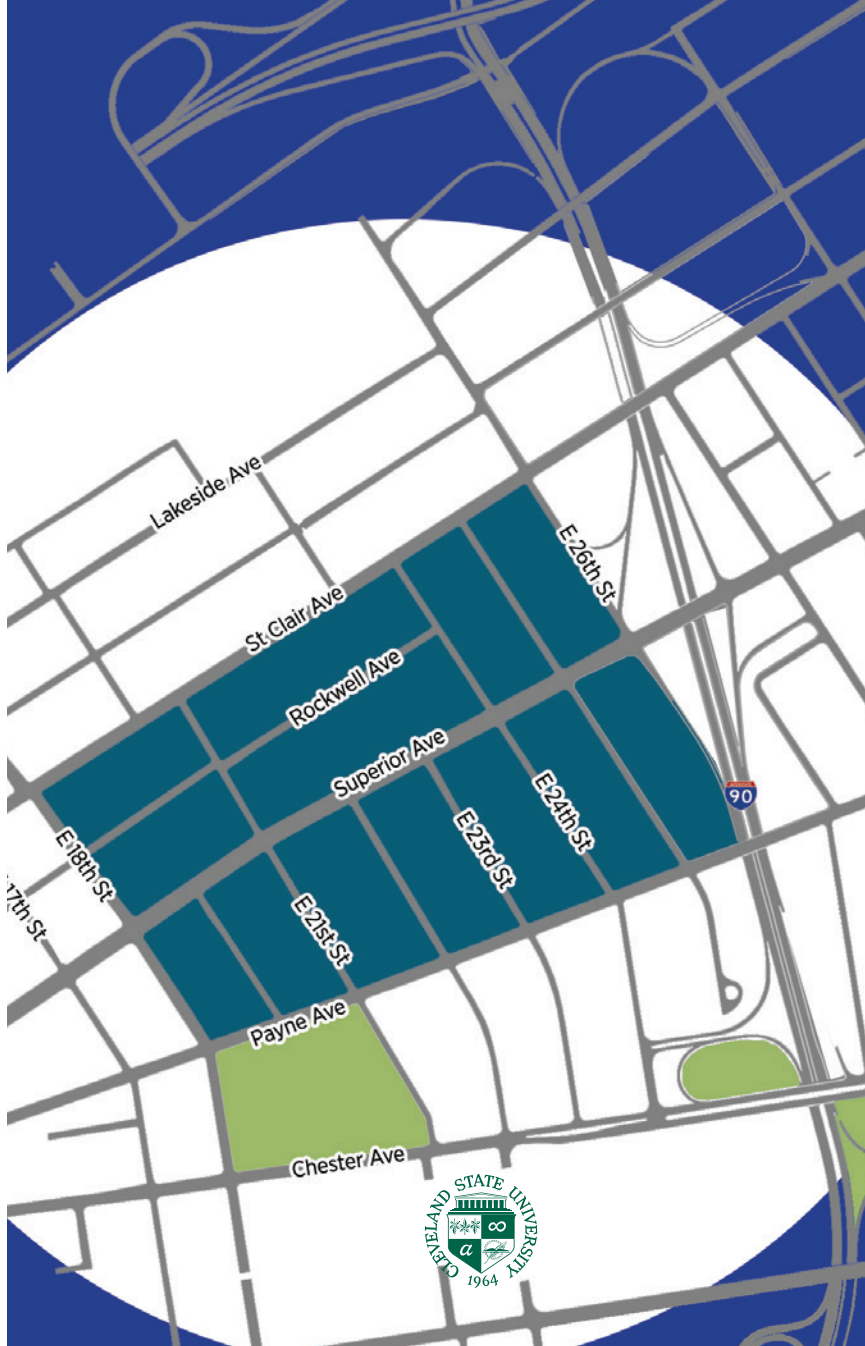 Lakeside Ave
E 26th St
St Clair Ave
Rockwell Ave
Superior Ave
90
E 24th St
E 18th St
E 23rd St
17th St
E 21st St
Payne Ave
Chester Ave
CLEVELAND STATE UNIVERSITY
∞
α
1964